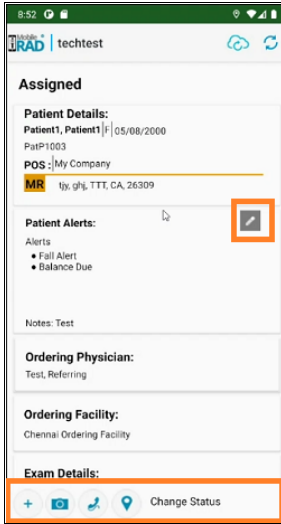 8:52
Mobile
RAD techtest
Assigned
Patient Details:
Patient1, Patient1 F 05/08/2000
PatP1003
POS : My Company
MR tjy, ghj, TTT, CA, 26309
Patient Alerts:
Alerts
• Fall Alert
• Balance Due
Notes: Test
Ordering Physician:
Test, Referring
Ordering Facility:
Chennai Ordering Facility
Exam Details:
Change Status